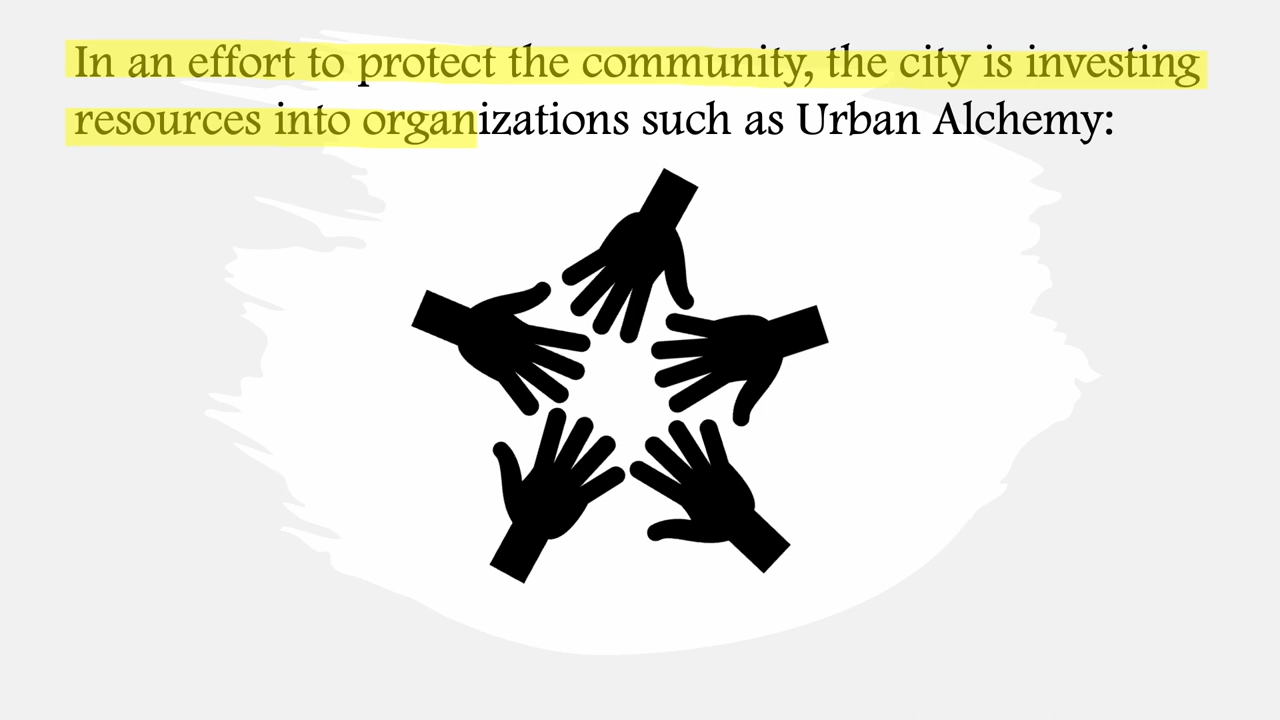 In an effort to protect the community, the city is investing
resources into organizations such as Urban Alchemy: